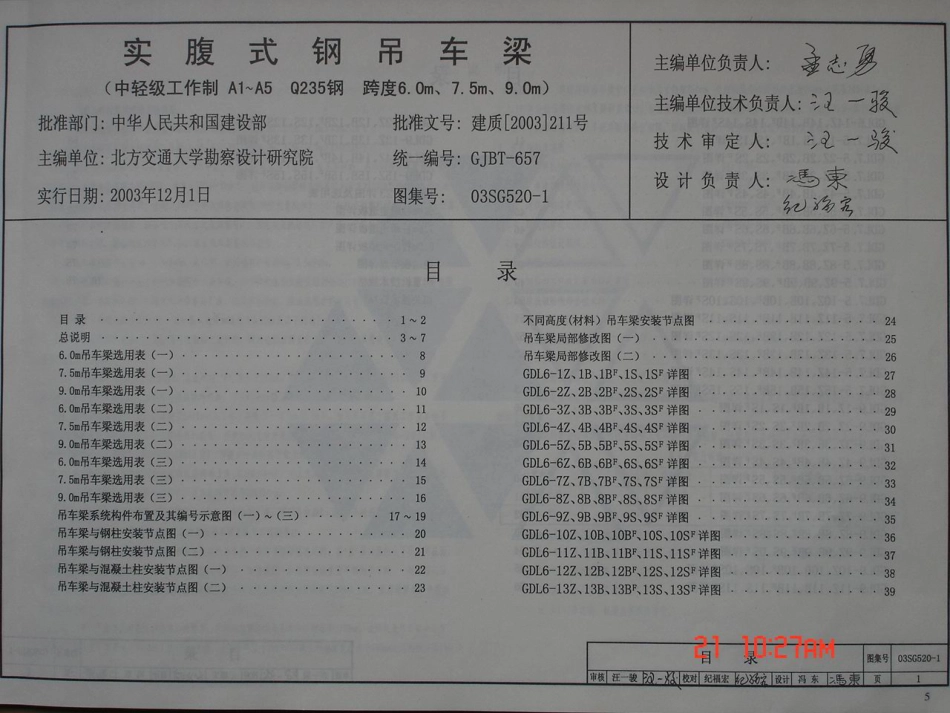 实腹式钢吊车梁
（中轻级工作制 A1~A5 Q235钢 跨度6.0m、7.5m、9.0m）
批准部门: 中华人民共和国建设部 批准文号: 建质[2003]211号
主编单位: 北方交通大学勘察设计研究院 统一编号: GJBT-657
实行日期: 2003年12月1日 图集号: 03SG520-1
主编单位负责人: 孟志勇
主编单位技术负责人: 汪一骏
技术审定人: 汪一骏
设计负责人: 冯东
纪福宏
目 录
目 录 1～2
总说明 3～7
6.0m吊车梁选用表（一） 8
7.5m吊车梁选用表（一） 9
9.0m吊车梁选用表（一） 10
6.0m吊车梁选用表（二） 11
7.5m吊车梁选用表（二） 12
9.0m吊车梁选用表（二） 13
6.0m吊车梁选用表（三） 14
7.5m吊车梁选用表（三） 15
9.0m吊车梁选用表（三） 16
吊车梁系统构件布置及其编号示意图（一）～（三） 17～19
吊车梁与钢柱安装节点图（一） 20
吊车梁与钢柱安装节点图（二） 21
吊车梁与混凝土柱安装节点图（一） 22
吊车梁与混凝土柱安装节点图（二） 23
不同高度(材料）吊车梁安装节点图 24
吊车梁局部修改图（一） 25
吊车梁局部修改图（二） 26
GDL6-1Z、1B、1Bᶠ、1S、1Sᶠ详图 27
GDL6-2Z、2B、2Bᶠ、2S、2Sᶠ详图 28
GDL6-3Z、3B、3Bᶠ、3S、3Sᶠ详图 29
GDL6-4Z、4B、4Bᶠ、4S、4Sᶠ详图 30
GDL6-5Z、5B、5Bᶠ、5S、5Sᶠ详图 31
GDL6-6Z、6B、6Bᶠ、6S、6Sᶠ详图 32
GDL6-7Z、7B、7Bᶠ、7S、7Sᶠ详图 33
GDL6-8Z、8B、8Bᶠ、8S、8Sᶠ详图 34
GDL6-9Z、9B、9Bᶠ、9S、9Sᶠ详图 35
GDL6-10Z、10B、10Bᶠ、10S、10Sᶠ详图 36
GDL6-11Z、11B、11Bᶠ、11S、11Sᶠ详图 37
GDL6-12Z、12B、12Bᶠ、12S、12Sᶠ详图 38
GDL6-13Z、13B、13Bᶠ、13S、13Sᶠ详图 39
21 10:27AM
目 录 图集号 03SG520-1
审核 汪一骏 汪一骏 校对 纪福宏 纪福宏 设计 冯东 冯东 页 1
5